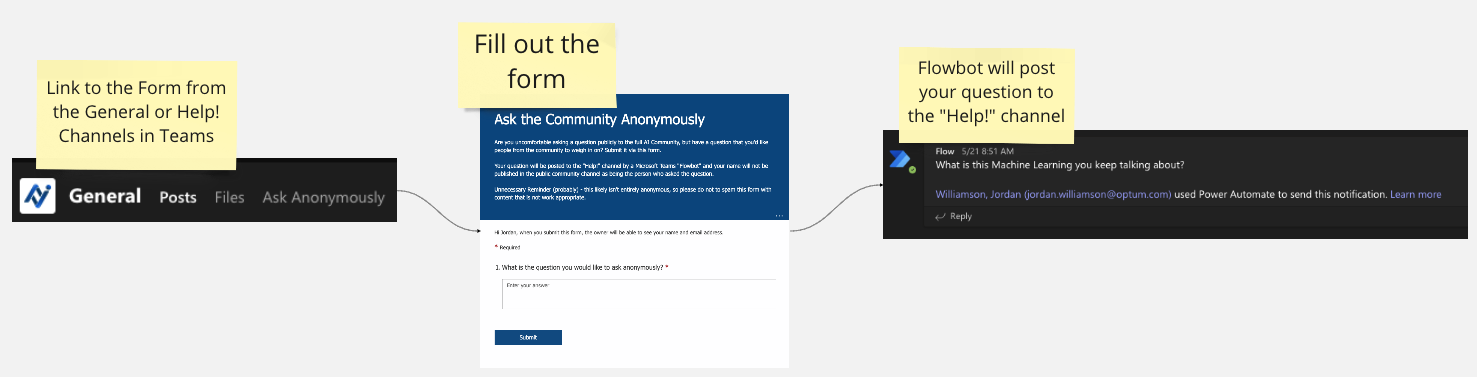 Link to the Form from
the General or Help!
Channels in Teams
General Posts Files Ask Anonymously
Fill out the
form
Ask the Community Anonymously
Are you uncomfortable asking a question publicly to the full AI Community, but have a question that you'd like
people from the community to weigh in on? Submit it via this form.
Your question will be posted to the "Help!" channel by a Microsoft Teams "Flowbot" and your name will not be
published in the public community channel as being the person who asked the question.
Unnecessary Reminder (probably) - this likely isn't entirely anonymous, so please do not to spam this form with
content that is not work appropriate.
...
Hi Jordan, when you submit this form, the owner will be able to see your name and email address.
* Required
1. What is the question you would like to ask anonymously? *
Enter your answer
Submit
Flowbot will post
your question to
the "Help!" channel
Flow 5/21 8:51 AM
What is this Machine Learning you keep talking about?
Williamson, Jordan (jordan.williamson@optum.com) used Power Automate to send this notification. Learn more
Reply